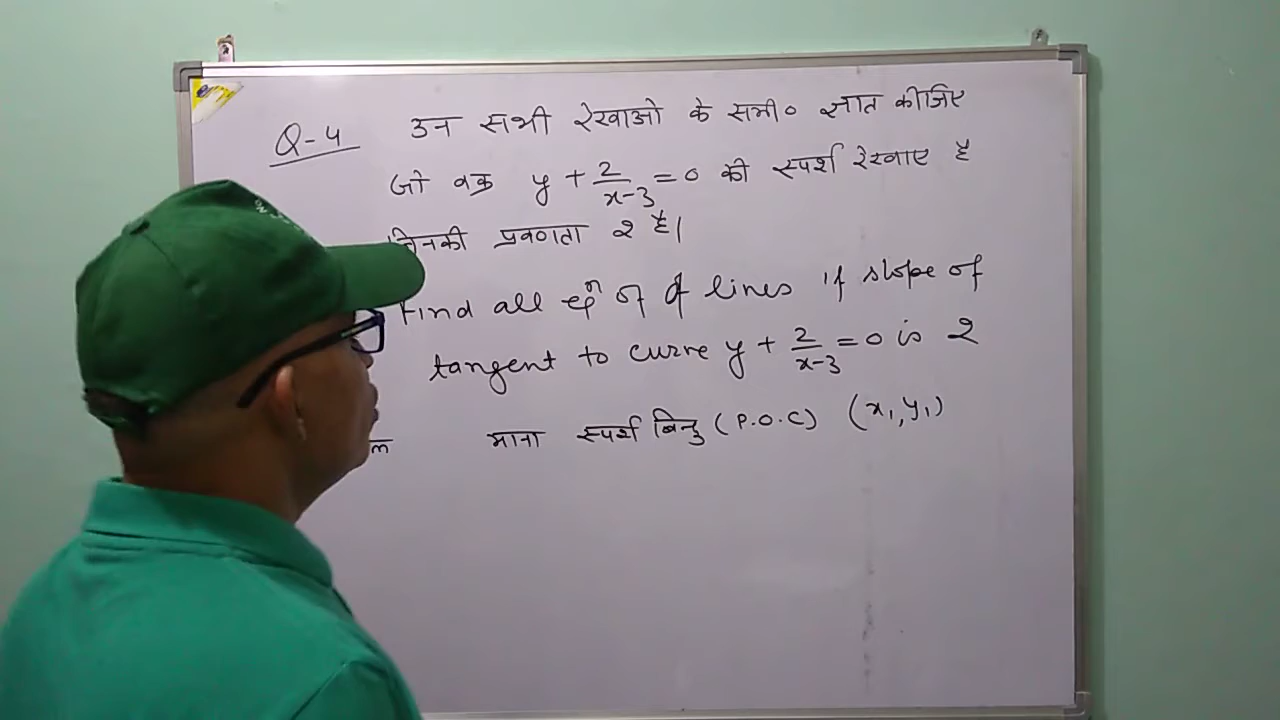 Q-4 उन सभी रेखाओ के समी० ज्ञात कीजिए
जो वक्र y + 2/(x-3) = 0 की स्पर्श रेखाए है
जिनकी प्रवणता 2 है।
Find all eqⁿ of lines if slope of
tangent to curve y + 2/(x-3) = 0 is 2
माना स्पर्श बिन्दु (P.O.C) (x₁, y₁)